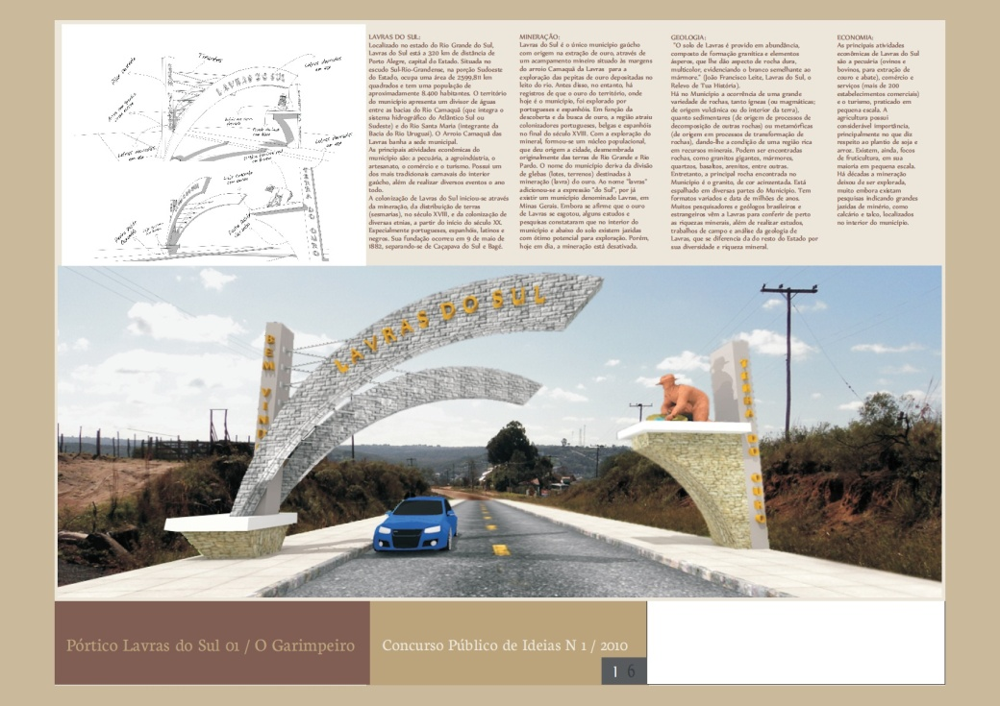 LAVRAS DO SUL:
Localizado no estado do Rio Grande do Sul,
Lavras do Sul está a 320 km de distância de
Porto Alegre, capital do Estado. Situada no
escudo Sul-Rio-Grandense, na porção Sudoeste
do Estado, ocupa uma área de 2599,811 km
quadrados e tem uma população de
aproximadamente 8.400 habitantes. O território
do município apresenta um divisor de águas
entre as bacias do Rio Camaquã (que integra o
sistema hidrográfico do Atlântico Sul ou
Sudeste) e do Rio Santa Maria (integrante da
Bacia do Rio Uruguai). O Arroio Camaquã das
Lavras banha a sede municipal.
As principais atividades econômicas do
município são: a pecuária, a agroindústria, o
artesanato, o comércio e o turismo. Possui um
dos mais tradicionais carnavais do interior
gaúcho, além de realizar diversos eventos o ano
todo.
A colonização de Lavras do Sul iniciou-se através
da mineração, da distribuição de terras
(sesmarias), no século XVIII, e da colonização de
diversas etnias, a partir do início do século XX.
Especialmente portugueses, espanhóis, latinos e
negros. Sua fundação ocorreu em 9 de maio de
1882, separando-se de Caçapava do Sul e Bagé.
MINERAÇÃO:
Lavras do Sul é o único município gaúcho
com origem na extração de ouro, através de
um acampamento mineiro situado às margens
do arroio Camaquã da Lavras para a
exploração das pepitas de ouro depositadas no
leito do rio. Antes disso, no entanto, há
registros de que o ouro do território, onde
hoje é o município, foi explorado por
portugueses e espanhóis. Em função da
descoberta e da busca de ouro, a região atraiu
colonizadores portugueses, belgas e espanhóis
no final do século XVIII. Com a exploração do
mineral, formou-se um núcleo populacional,
que deu origem a cidade, desmembrada
originalmente das terras de Rio Grande e Rio
Pardo. O nome do município deriva da divisão
de glebas (lotes, terrenos) destinadas à
mineração (lavra) do ouro. Ao nome "lavras"
adicionou-se a expressão "do Sul", por já
existir um município denominado Lavras, em
Minas Gerais. Embora se afirme que o ouro
de Lavras se esgotou, alguns estudos e
pesquisas constataram que no interior do
município e abaixo do solo existem jazidas
com ótimo potencial para exploração. Porém,
hoje em dia, a mineração está desativada.
GEOLOGIA:
"O solo de Lavras é provido em abundância,
composto de formação granítica e elementos
ásperos, que lhe dão aspecto de rocha dura,
multicolor, evidenciando o branco semelhante ao
mármore." (João Francisco Leite, Lavras do Sul, o
Relevo de Tua História).
Há no Município a ocorrência de uma grande
variedade de rochas, tanto ígneas (ou magmáticas;
de origem vulcânica ou do interior da terra),
quanto sedimentares (de origem de processos de
decomposição de outras rochas) ou metamórficas
(de origem em processos de transformação de
rochas), dando-lhe a condição de uma região rica
em recursos minerais. Podem ser encontradas
rochas, como granitos gigantes, mármores,
quartzos, basaltos, arenitos, entre outras.
Entretanto, a principal rocha encontrada no
Município é o granito, de cor acinsentada. Está
espalhado em diversas partes do Município. Tem
formatos variados e data de milhões de anos.
Muitos pesquisadores e geólogos brasileiros e
estrangeiros vêm a Lavras para conferir de perto
as riquezas minerais, além de realizar estudos,
trabalhos de campo e análise da geologia de
Lavras, que se diferencia da do resto do Estado por
sua diversidade e riqueza mineral.
ECONOMIA:
As principais atividades
econômicas de Lavras do Sul
são a pecuária (ovinos e
bovinos, para extração de
couro e abate), comércio e
serviços (mais de 200
estabelecimentos comerciais)
e o turismo, praticado em
pequena escala. A
agricultura possui
considerável importância,
principalmente no que diz
respeito ao plantio de soja e
arroz. Existem, ainda, focos
de fruticultura, em sua
maioria em pequena escala.
Há décadas a mineração
deixou de ser explorada,
muito embora existam
pesquisas indicando grandes
jazidas de minério, como
calcário e talco, localizados
no interior do município.
LAVRAS DO SUL
TERRA DO OURO
LAVRAS DO SUL
BEM VIND
TERRA DO OURO
Pórtico Lavras do Sul 01 / O Garimpeiro
Concurso Público de Ideias N 1 / 2010
1 6